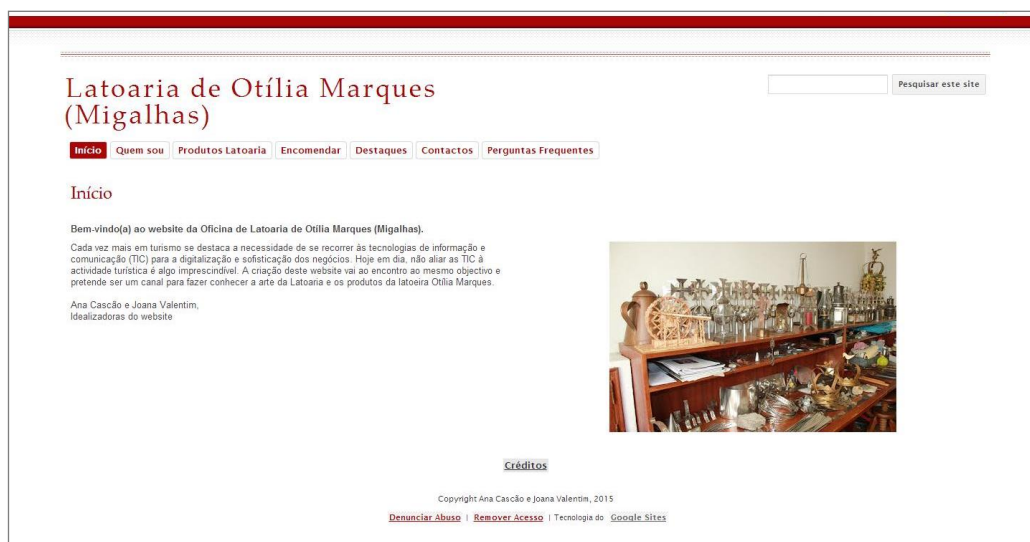 Latoaria de Otília Marques
(Migalhas)
Pesquisar este site
Início Quem sou Produtos Latoaria Encomendar Destaques Contactos Perguntas Frequentes
Início
Bem-vindo(a) ao website da Oficina de Latoaria de Otília Marques (Migalhas).
Cada vez mais em turismo se destaca a necessidade de se recorrer às tecnologias de informação e
comunicação (TIC) para a digitalização e sofisticação dos negócios. Hoje em dia, não aliar as TIC à
actividade turística é algo imprescindível. A criação deste website vai ao encontro ao mesmo objectivo e
pretende ser um canal para fazer conhecer a arte da Latoaria e os produtos da latoeira Otília Marques.
Ana Cascão e Joana Valentim,
Idealizadoras do website
Créditos
Copyright Ana Cascão e Joana Valentim, 2015
Denunciar Abuso | Remover Acesso | Tecnologia do Google Sites